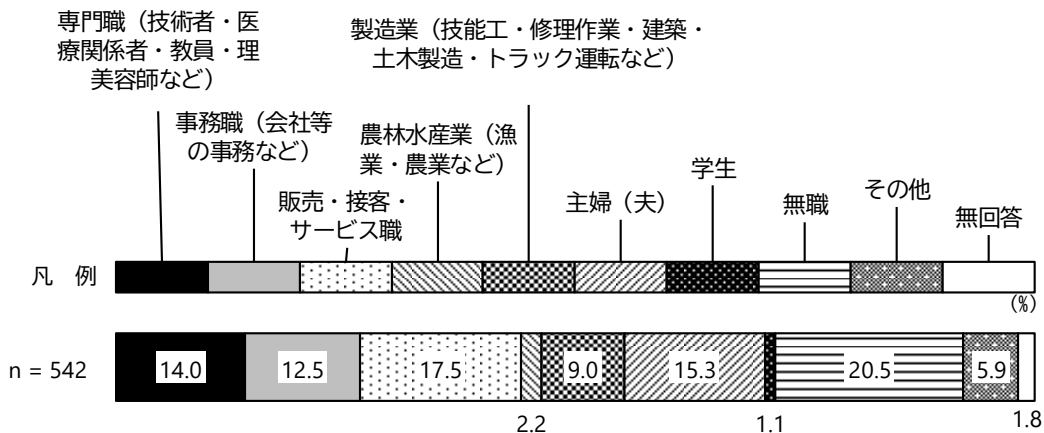 専門職（技術者・医
療関係者・教員・理
美容師など）
事務職（会社等
の事務など）
販売・接客・
サービス職
農林水産業（漁
業・農業など）
製造業（技能工・修理作業・建築・
土木製造・トラック運転など）
主婦（夫）
学生
無職
その他
無回答
凡　例
(%)
n = 542
14.0
12.5
17.5
2.2
9.0
15.3
1.1
20.5
5.9
1.8